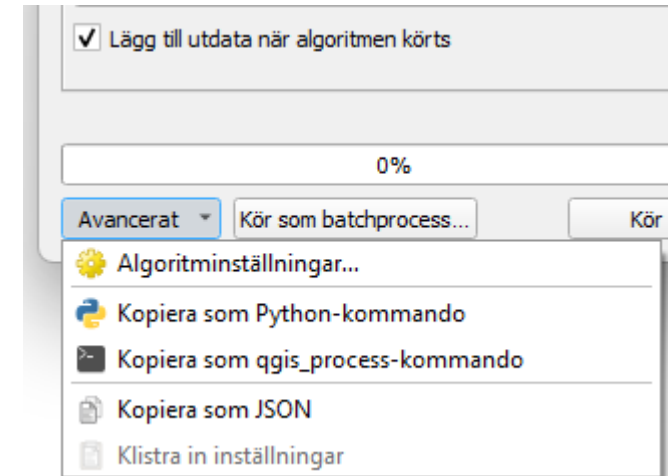 Lägg till utdata när algoritmen körts
0%
Avancerat Kör som batchprocess... Kör
Algoritminställningar...
Kopiera som Python-kommando
Kopiera som qgis_process-kommando
Kopiera som JSON
Klistra in inställningar